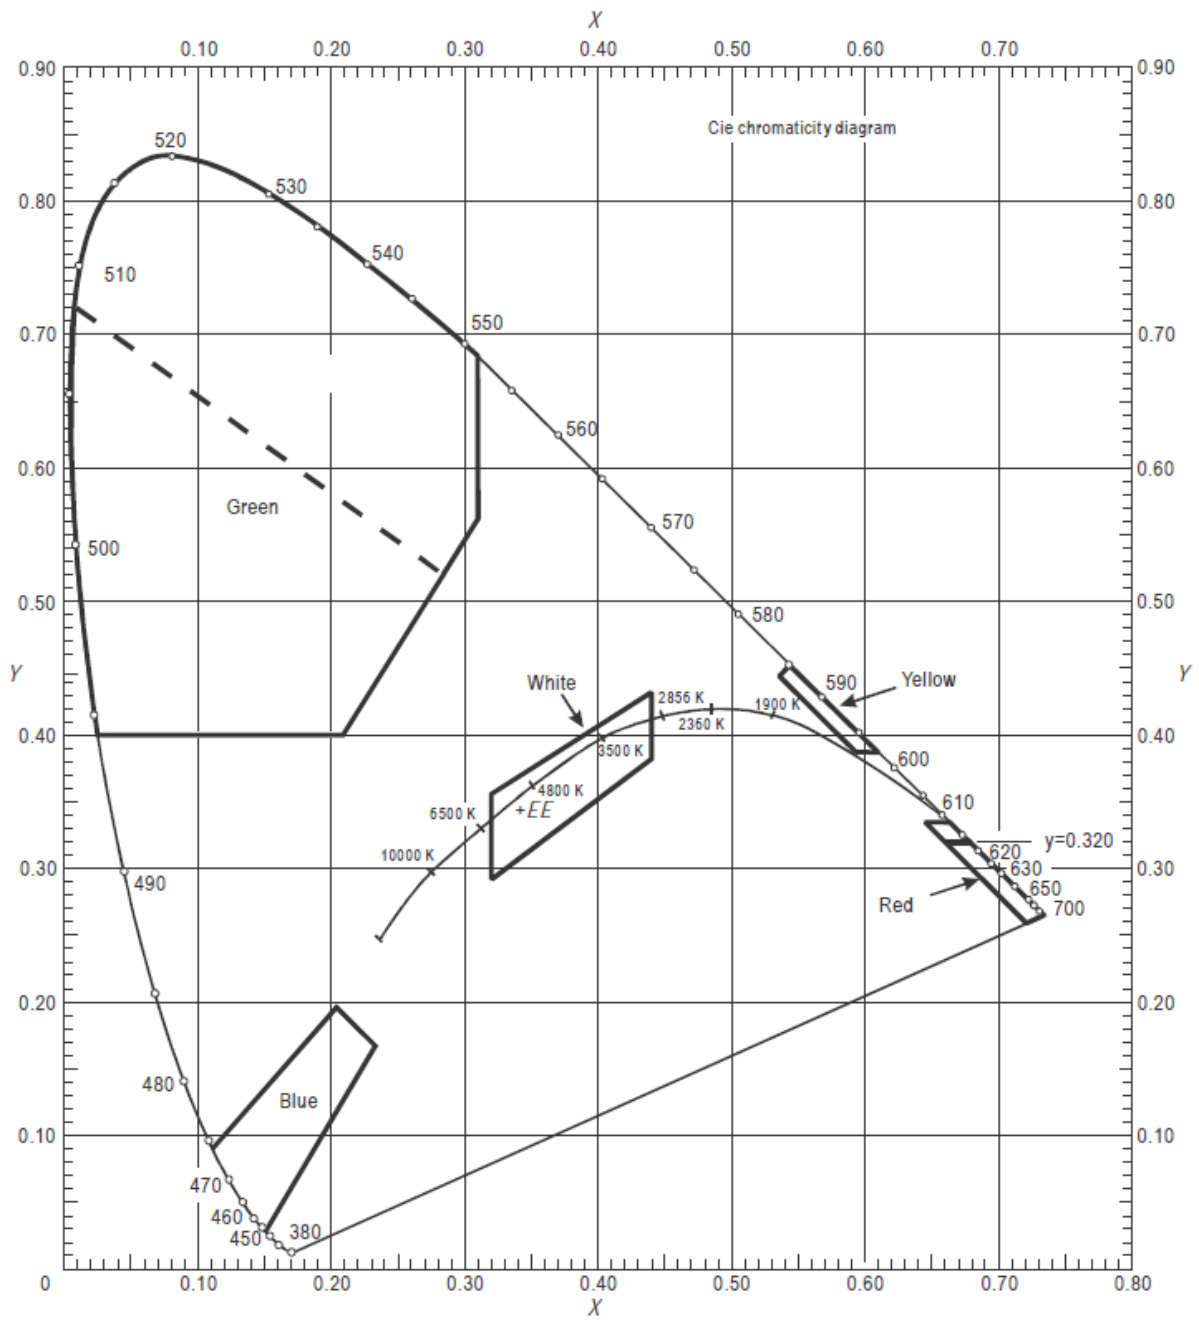 X
0.10 0.20 0.30 0.40 0.50 0.60 0.70
0.90 0.90
Cie chromaticity diagram
520
530
0.80 0.80
540
510
550
0.70 0.70
560
0.60 0.60
Green
570
500
0.50 0.50
580
Y Y
White
590 Yellow
2856 K
1900 K
2360 K
0.40 0.40
3500 K
600
4800 K
610
6500 K
+EE
y=0.320
10000 K
620
0.30 0.30
630
490
650
Red
700
0.20 0.20
480
Blue
0.10 0.10
470
460
450
380
0 0.10 0.20 0.30 0.40 0.50 0.60 0.70 0.80
X